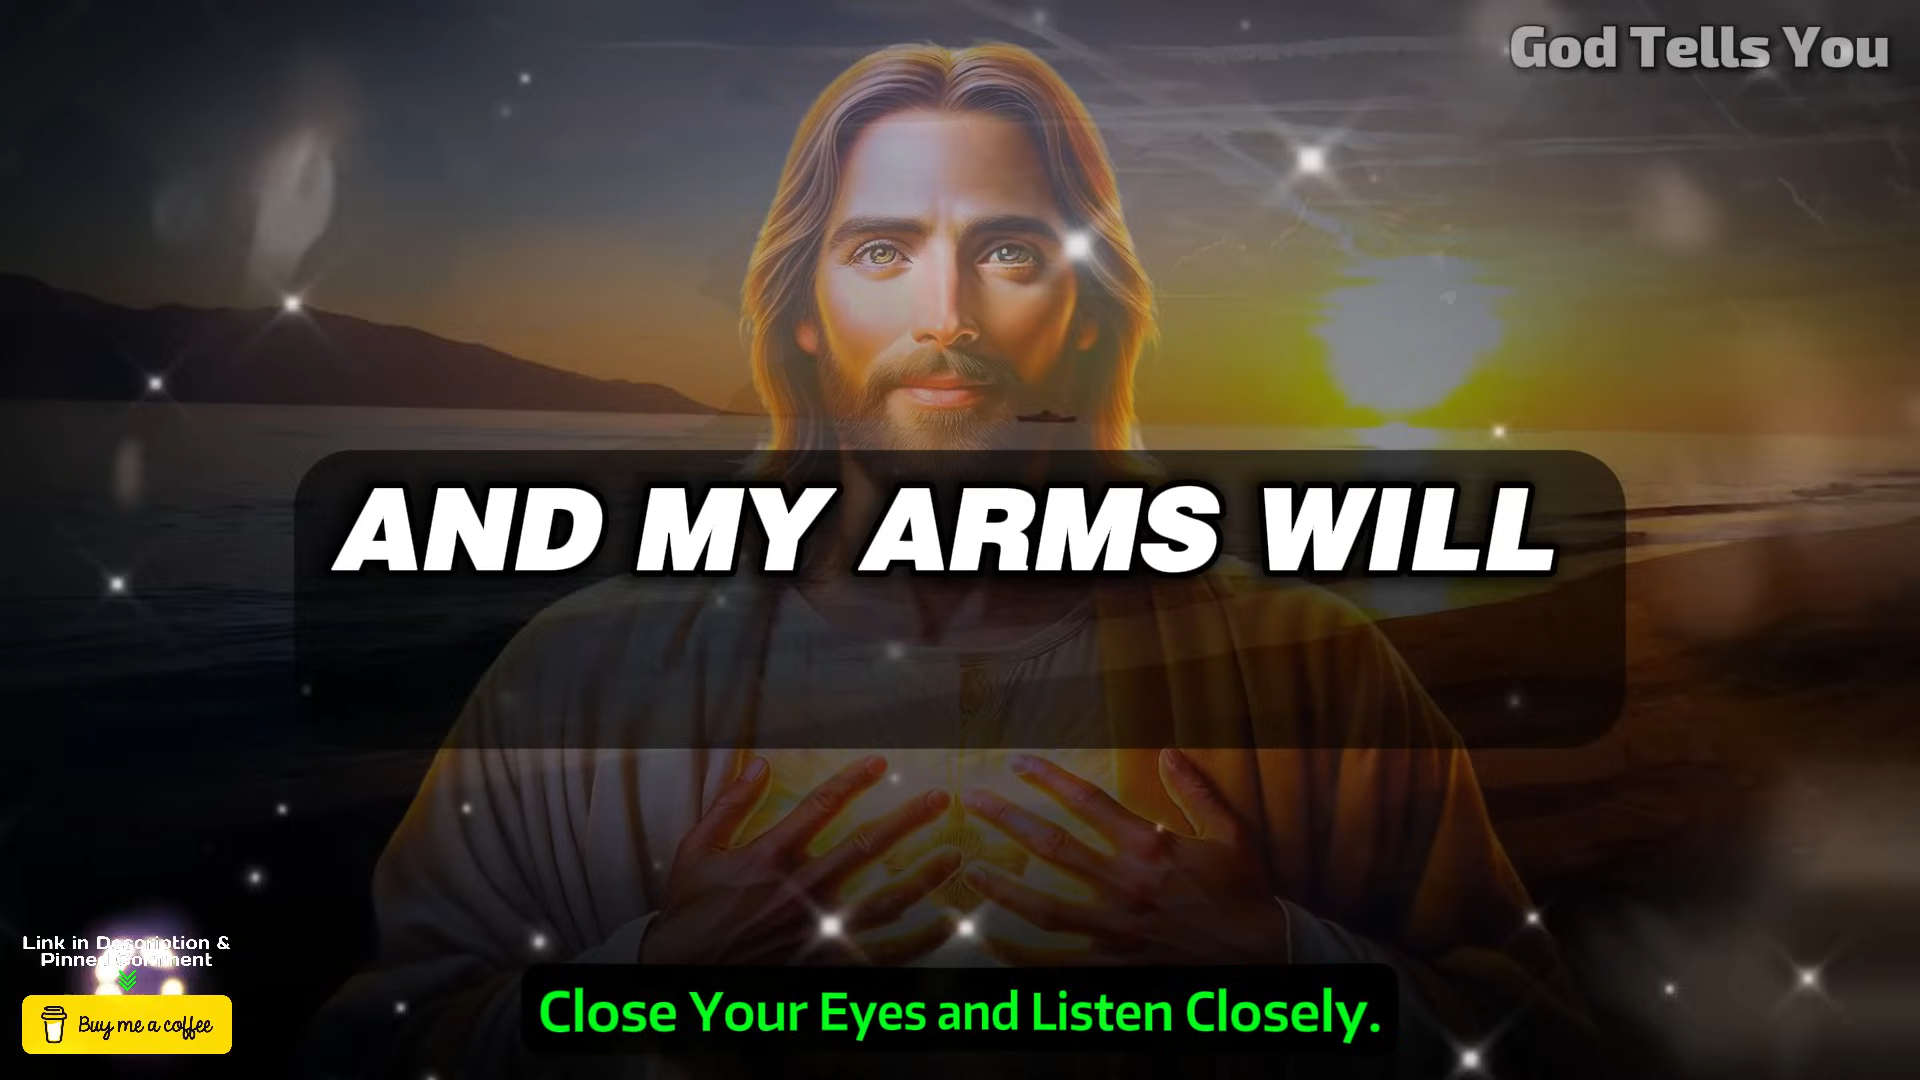 God Tells You
AND MY ARMS WILL
Link in Description &
Pinned Comment
Buy me a coffee
Close Your Eyes and Listen Closely.